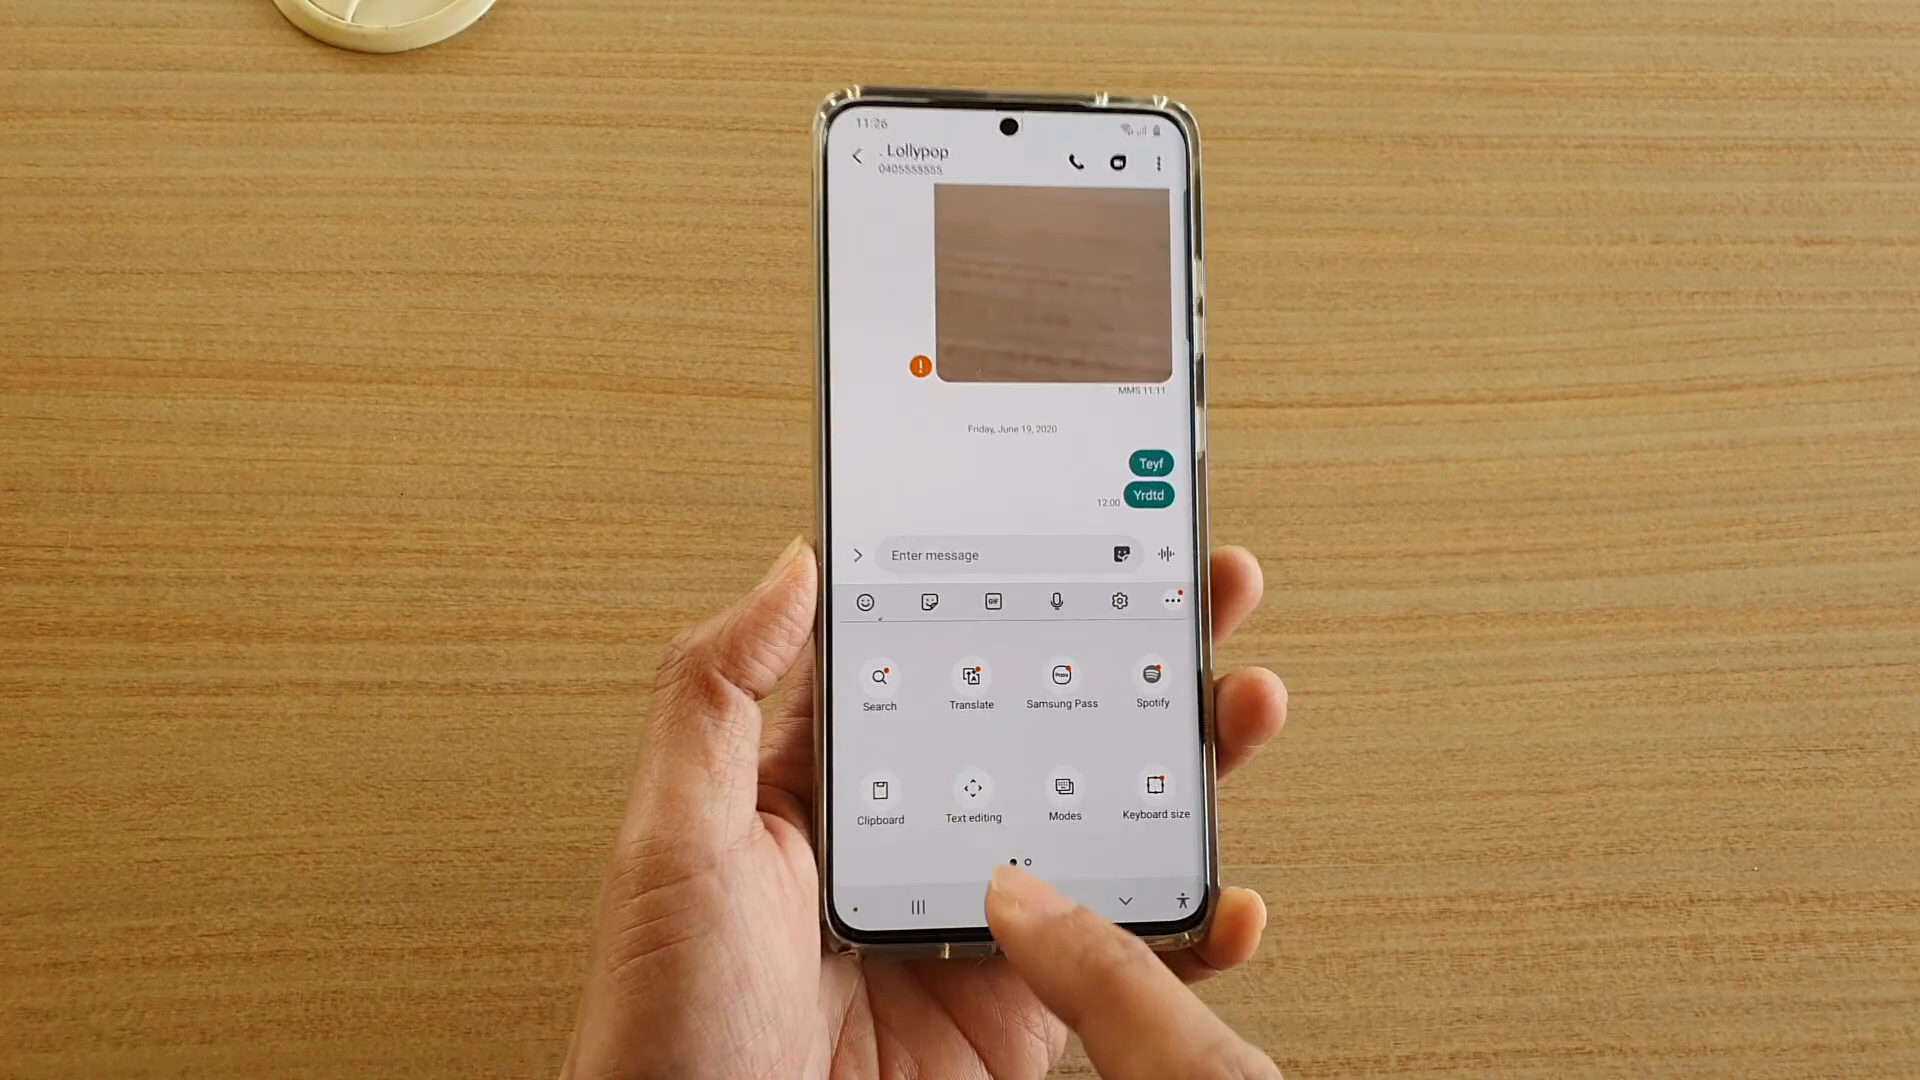 11:26
. Lollypop
0405555555
MMS 11:11
Friday, June 19, 2020
Teyf
12:00 Yrdtd
Enter message
GIF
Search Translate Samsung Pass Spotify
Clipboard Text editing Modes Keyboard size